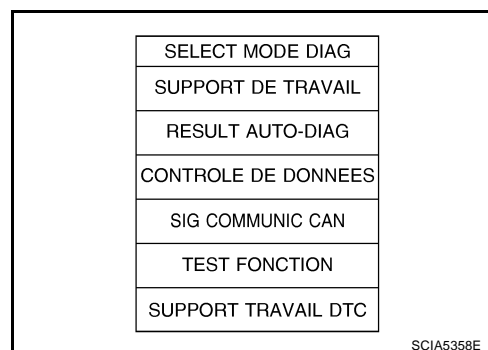 SELECT MODE DIAG
SUPPORT DE TRAVAIL
RESULT AUTO-DIAG
CONTROLE DE DONNEES
SIG COMMUNIC CAN
TEST FONCTION
SUPPORT TRAVAIL DTC
SCIA5358E